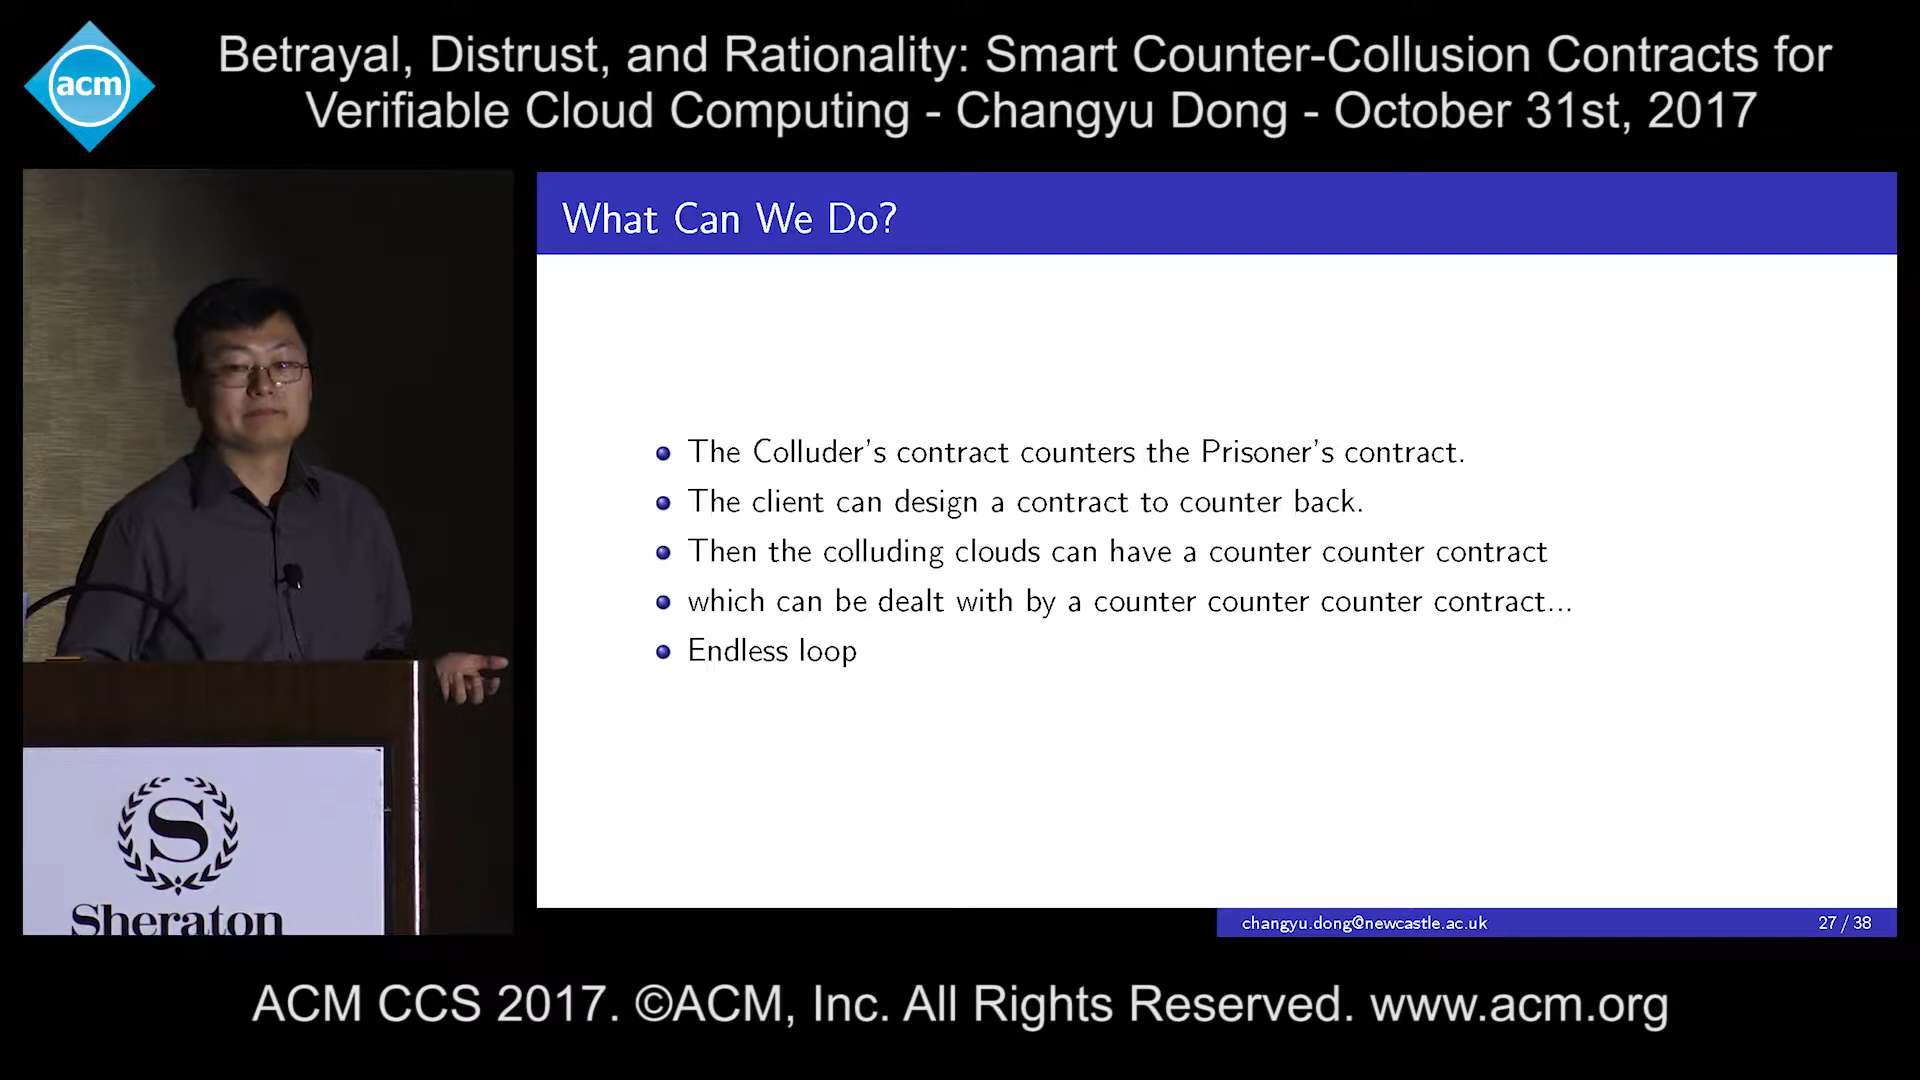 acm
Betrayal, Distrust, and Rationality: Smart Counter-Collusion Contracts for
Verifiable Cloud Computing - Changyu Dong - October 31st, 2017
What Can We Do?
The Colluder's contract counters the Prisoner's contract.
The client can design a contract to counter back.
Then the colluding clouds can have a counter counter contract
which can be dealt with by a counter counter counter contract...
Endless loop
changyu.dong@newcastle.ac.uk 27 / 38
S
Sheraton
ACM CCS 2017. ©ACM, Inc. All Rights Reserved. www.acm.org